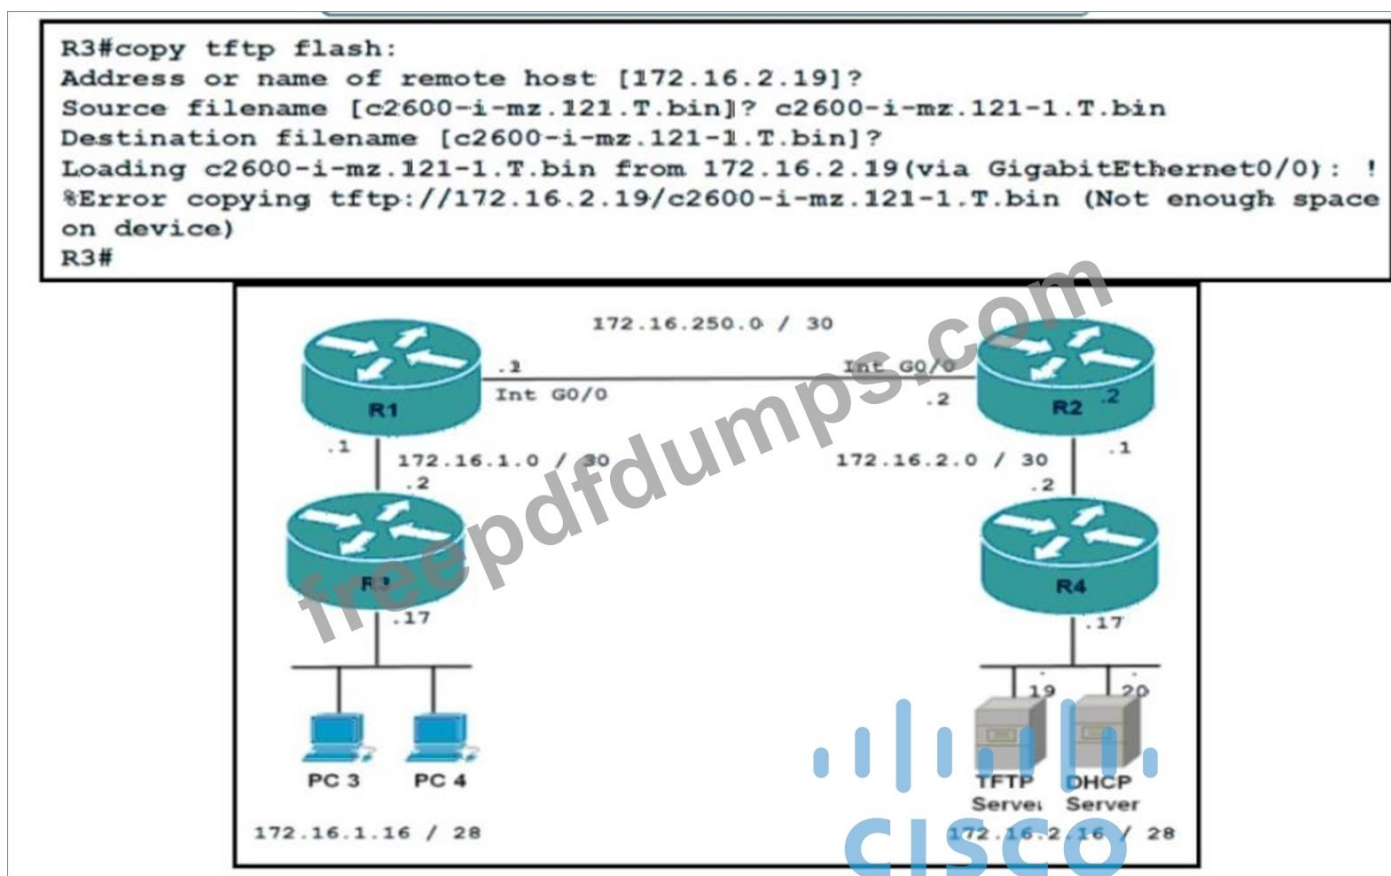 R3#copy tftp flash:
Address or name of remote host [172.16.2.19]?
Source filename [c2600-i-mz.121.T.bin]? c2600-i-mz.121-1.T.bin
Destination filename [c2600-i-mz.121-1.T.bin]?
Loading c2600-i-mz.121-1.T.bin from 172.16.2.19(via GigabitEthernet0/0): !
%Error copying tftp://172.16.2.19/c2600-i-mz.121-1.T.bin (Not enough space
on device)
R3#
172.16.250.0 / 30
.1
Int G0/0
Int G0/0
.2
R1
R2 .2
.1
172.16.1.0 / 30
172.16.2.0 / 30
.1
.2
.2
R3
R4
.17
.17
19
20
PC 3
PC 4
TFTP
Server
DHCP
Server
172.16.1.16 / 28
172.16.2.16 / 28
freepdfdumps.com
CISCO